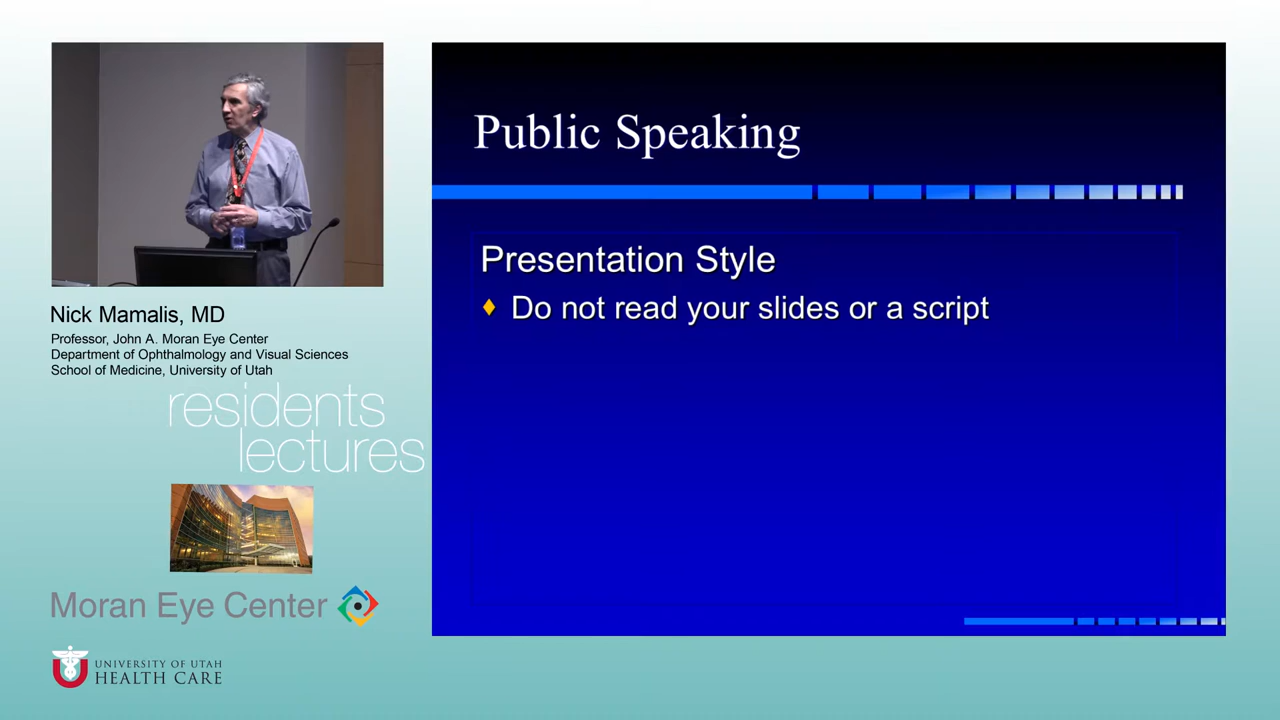 Public Speaking
Presentation Style
Do not read your slides or a script
Nick Mamalis, MD
Professor, John A. Moran Eye Center
Department of Ophthalmology and Visual Sciences
School of Medicine, University of Utah
residents
lectures
Moran Eye Center
U
UNIVERSITY OF UTAH
HEALTH CARE